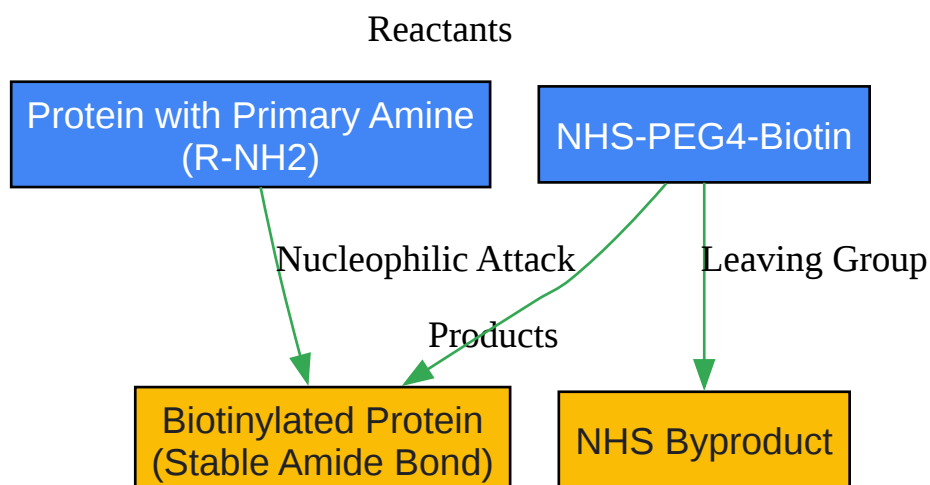 Reactants
Protein with Primary Amine
(R-NH2)
NHS-PEG4-Biotin
Nucleophilic Attack
Leaving Group
Products
Biotinylated Protein
(Stable Amide Bond)
NHS Byproduct